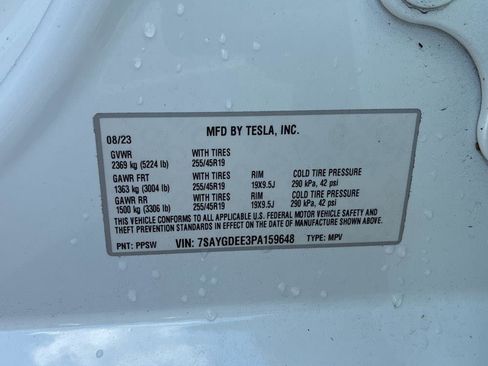 08/23 MFD BY TESLA, INC.
GVWR WITH TIRES
2369 kg (5224 lb) 255/45R19
GAWR FRT WITH TIRES RIM COLD TIRE PRESSURE
1363 kg (3004 lb) 255/45R19 19X9.5J 290 kPa, 42 psi
GAWR RR WITH TIRES RIM COLD TIRE PRESSURE
1500 kg (3306 lb) 255/45R19 19X9.5J 290 kPa, 42 psi
THIS VEHICLE CONFORMS TO ALL APPLICABLE U.S. FEDERAL MOTOR VEHICLE SAFETY AND
THEFT PREVENTION STANDARDS IN EFFECT ON THE DATE OF MANUFACTURE SHOWN ABOVE.
PNT: PPSW VIN: 7SAYGDEE3PA159648 TYPE: MPV